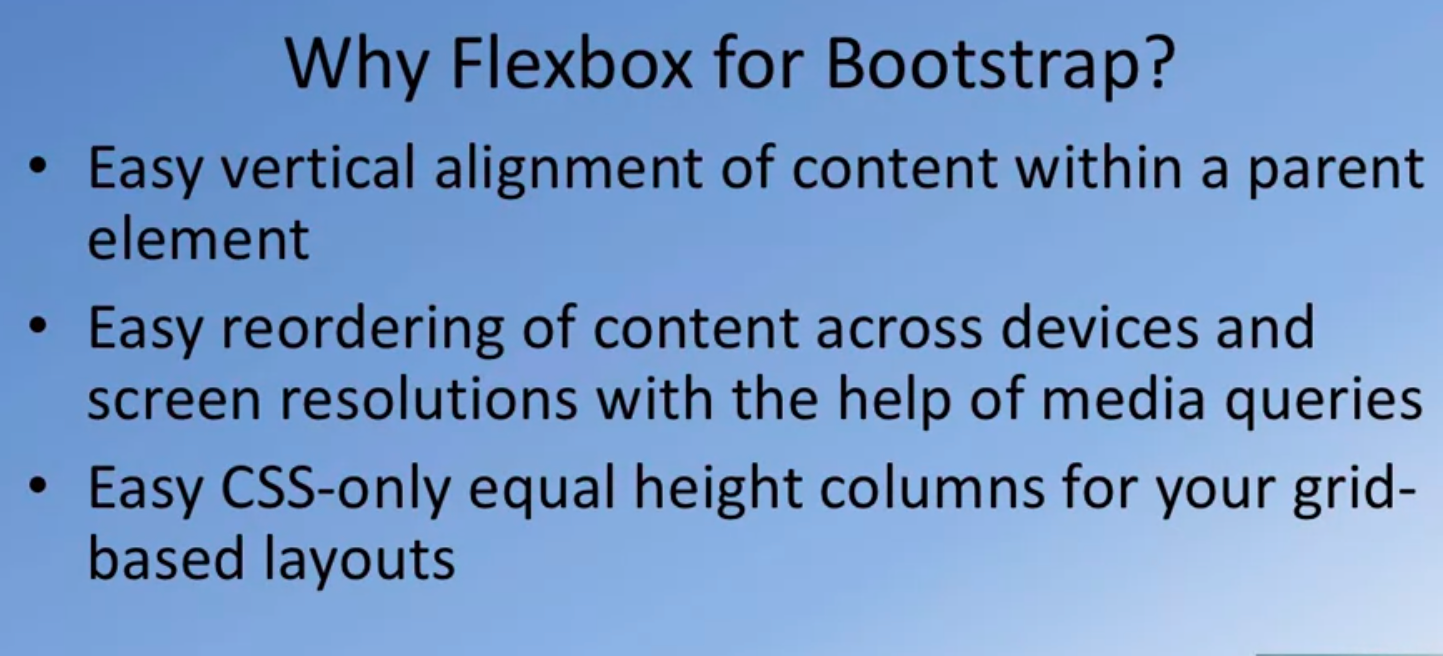 Why Flexbox for Bootstrap?
• Easy vertical alignment of content within a parent
element
• Easy reordering of content across devices and
screen resolutions with the help of media queries
• Easy CSS-only equal height columns for your grid-
based layouts